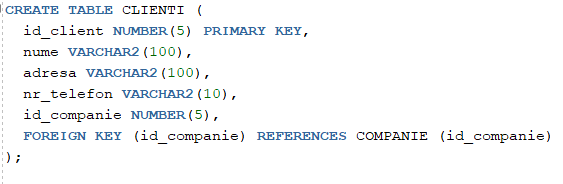 CREATE TABLE CLIENTI (
id_client NUMBER(5) PRIMARY KEY,
nume VARCHAR2(100),
adresa VARCHAR2(100),
nr_telefon VARCHAR2(10),
id_companie NUMBER(5),
FOREIGN KEY (id_companie) REFERENCES COMPANIE (id_companie)
);